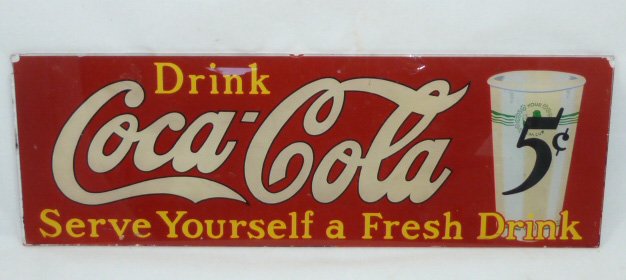 Drink
Coca-Cola
5¢
Serve Yourself a Fresh Drink